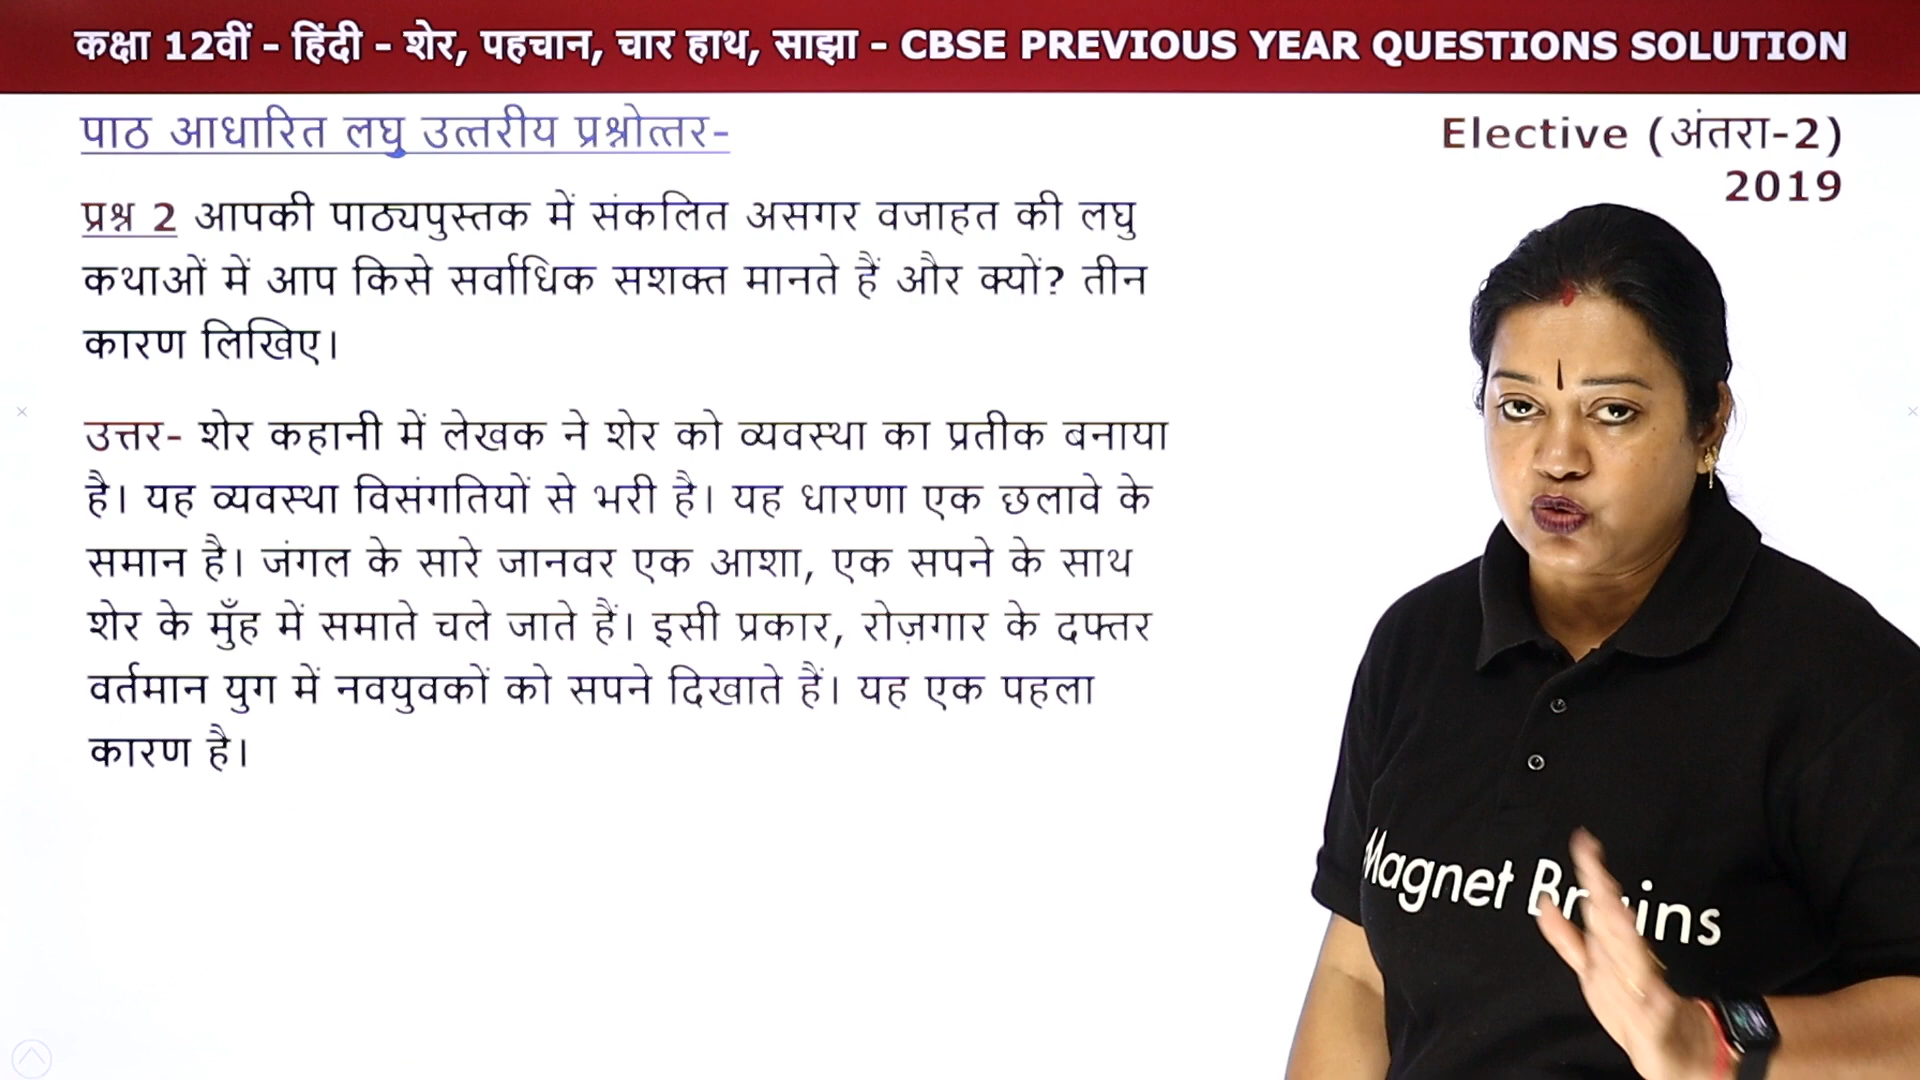 कक्षा 12वीं – हिंदी – शेर, पहचान, चार हाथ, साझा – CBSE PREVIOUS YEAR QUESTIONS SOLUTION
पाठ आधारित लघु उत्तरीय प्रश्नोत्तर-
Elective (अंतरा-2)
2019
प्रश्न 2 आपकी पाठ्यपुस्तक में संकलित असगर वजाहत की लघु
कथाओं में आप किसे सर्वाधिक सशक्त मानते हैं और क्यों? तीन
कारण लिखिए।
उत्तर- शेर कहानी में लेखक ने शेर को व्यवस्था का प्रतीक बनाया
है। यह व्यवस्था विसंगतियों से भरी है। यह धारणा एक छलावे के
समान है। जंगल के सारे जानवर एक आशा, एक सपने के साथ
शेर के मुँह में समाते चले जाते हैं। इसी प्रकार, रोज़गार के दफ्तर
वर्तमान युग में नवयुवकों को सपने दिखाते हैं। यह एक पहला
कारण है।
Magnet Brains